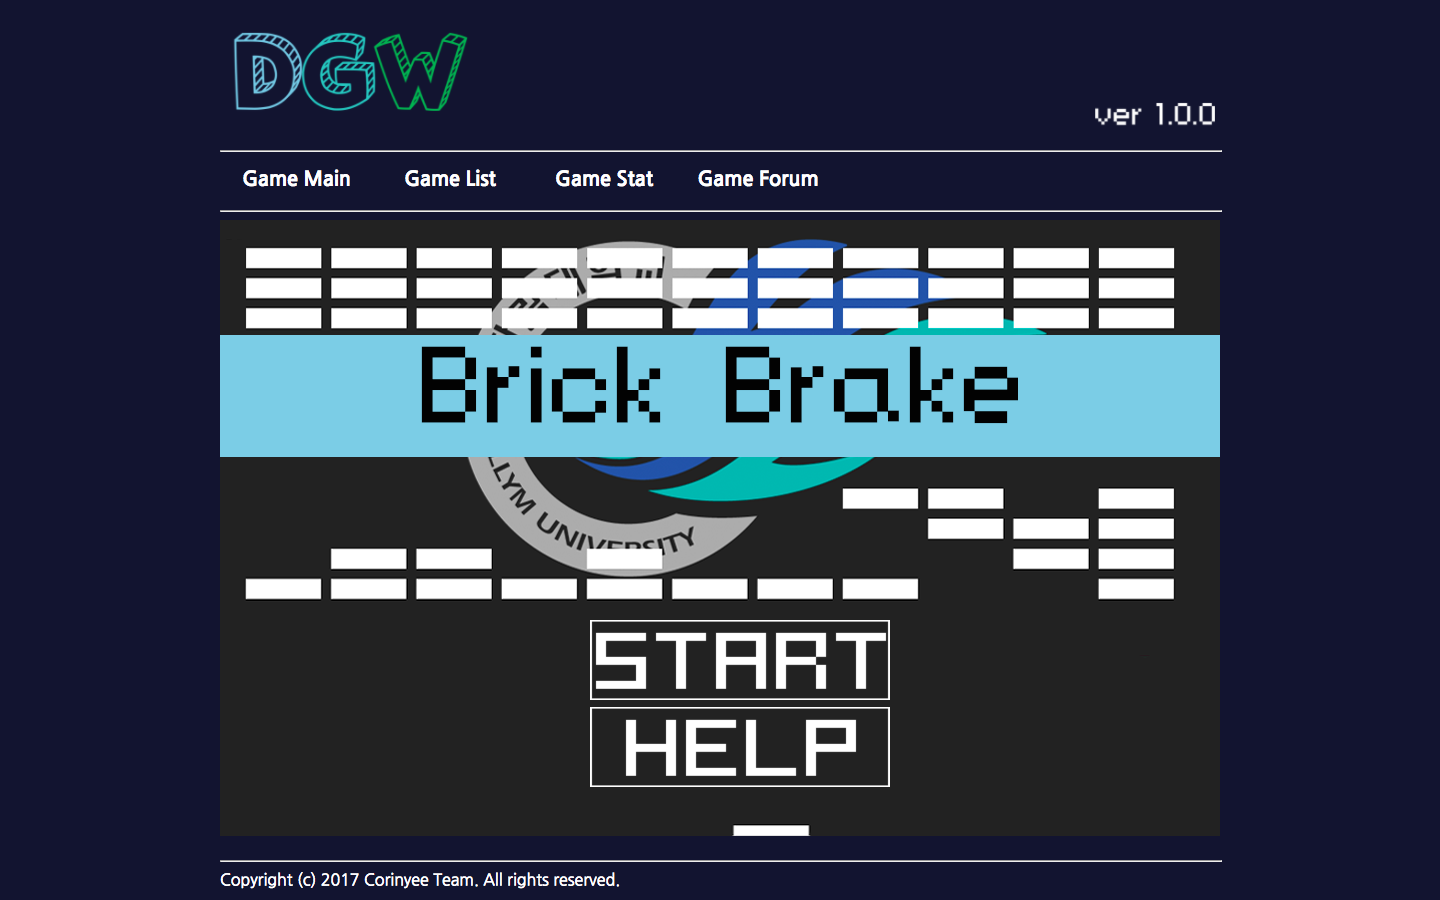 DGW
ver 1.0.0
Game Main
Game List
Game Stat
Game Forum
Brick Brake
UNIVERSITY
START
HELP
Copyright (c) 2017 Corinyee Team. All rights reserved.